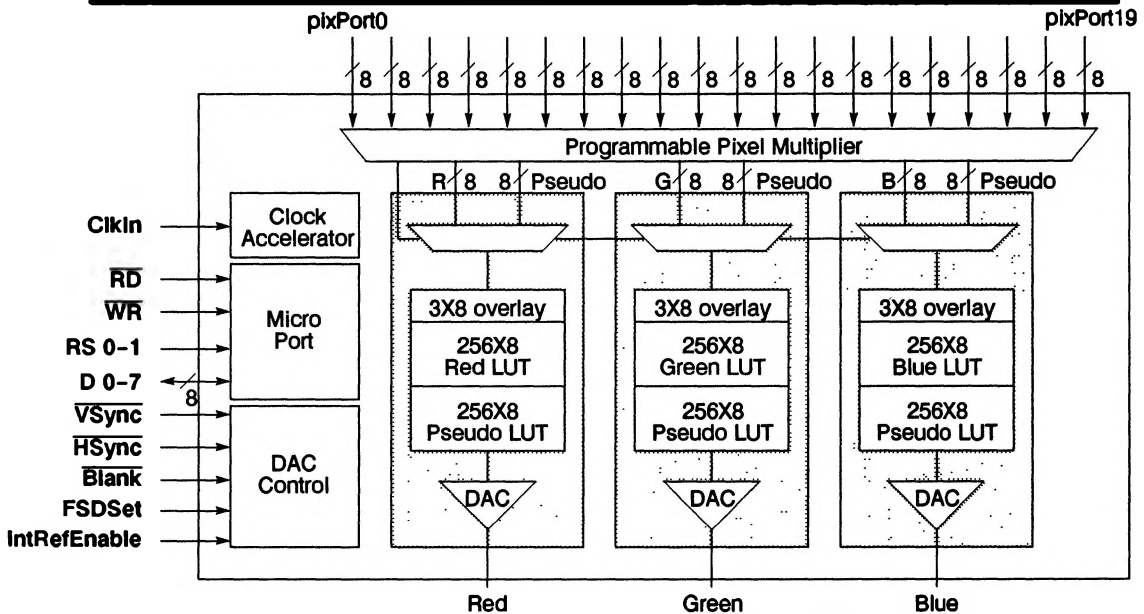 pixPort0 pixPort19
8 8 8 8 8 8 8 8 8 8 8 8 8 8 8 8 8 8 8 8
Programmable Pixel Multiplier
R 8 8 Pseudo G 8 8 Pseudo B 8 8 Pseudo
ClkIn
Clock
Accelerator
RD
WR
RS 0-1
D 0-7
8
Micro
Port
VSync
HSync
Blank
FSDSet
IntRefEnable
DAC
Control
3X8 overlay
256X8
Red LUT
256X8
Pseudo LUT
DAC
Red
3X8 overlay
256X8
Green LUT
256X8
Pseudo LUT
DAC
Green
3X8 overlay
256X8
Blue LUT
256X8
Pseudo LUT
DAC
Blue